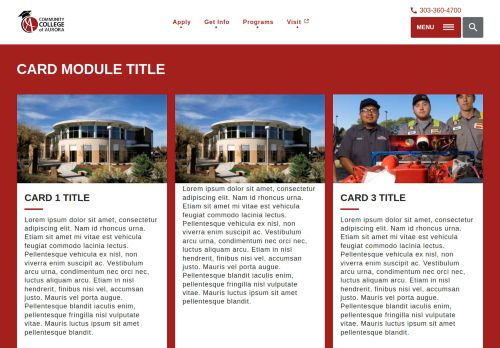 COMMUNITY
COLLEGE
of AURORA
Apply
Get Info
Programs
Visit
303-360-4700
MENU
CARD MODULE TITLE
CARD 1 TITLE
Lorem ipsum dolor sit amet, consectetur
adipiscing elit. Nam id rhoncus urna.
Etiam sit amet mi vitae est vehicula
feugiat commodo lacinia lectus.
Pellentesque vehicula ex nisl, non
viverra enim suscipit ac. Vestibulum
arcu urna, condimentum nec orci nec,
luctus aliquam arcu. Etiam in nisl
hendrerit, finibus nisi vel, accumsan
justo. Mauris vel porta augue.
Pellentesque blandit iaculis enim,
pellentesque fringilla nisl vulputate
vitae. Mauris luctus ipsum sit amet
pellentesque blandit.
Lorem ipsum dolor sit amet, consectetur
adipiscing elit. Nam id rhoncus urna.
Etiam sit amet mi vitae est vehicula
feugiat commodo lacinia lectus.
Pellentesque vehicula ex nisl, non
viverra enim suscipit ac. Vestibulum
arcu urna, condimentum nec orci nec,
luctus aliquam arcu. Etiam in nisl
hendrerit, finibus nisi vel, accumsan
justo. Mauris vel porta augue.
Pellentesque blandit iaculis enim,
pellentesque fringilla nisl vulputate
vitae. Mauris luctus ipsum sit amet
pellentesque blandit.
CARD 3 TITLE
Lorem ipsum dolor sit amet, consectetur
adipiscing elit. Nam id rhoncus urna.
Etiam sit amet mi vitae est vehicula
feugiat commodo lacinia lectus.
Pellentesque vehicula ex nisl, non
viverra enim suscipit ac. Vestibulum
arcu urna, condimentum nec orci nec,
luctus aliquam arcu. Etiam in nisl
hendrerit, finibus nisi vel, accumsan
justo. Mauris vel porta augue.
Pellentesque blandit iaculis enim,
pellentesque fringilla nisl vulputate
vitae. Mauris luctus ipsum sit amet
pellentesque blandit.